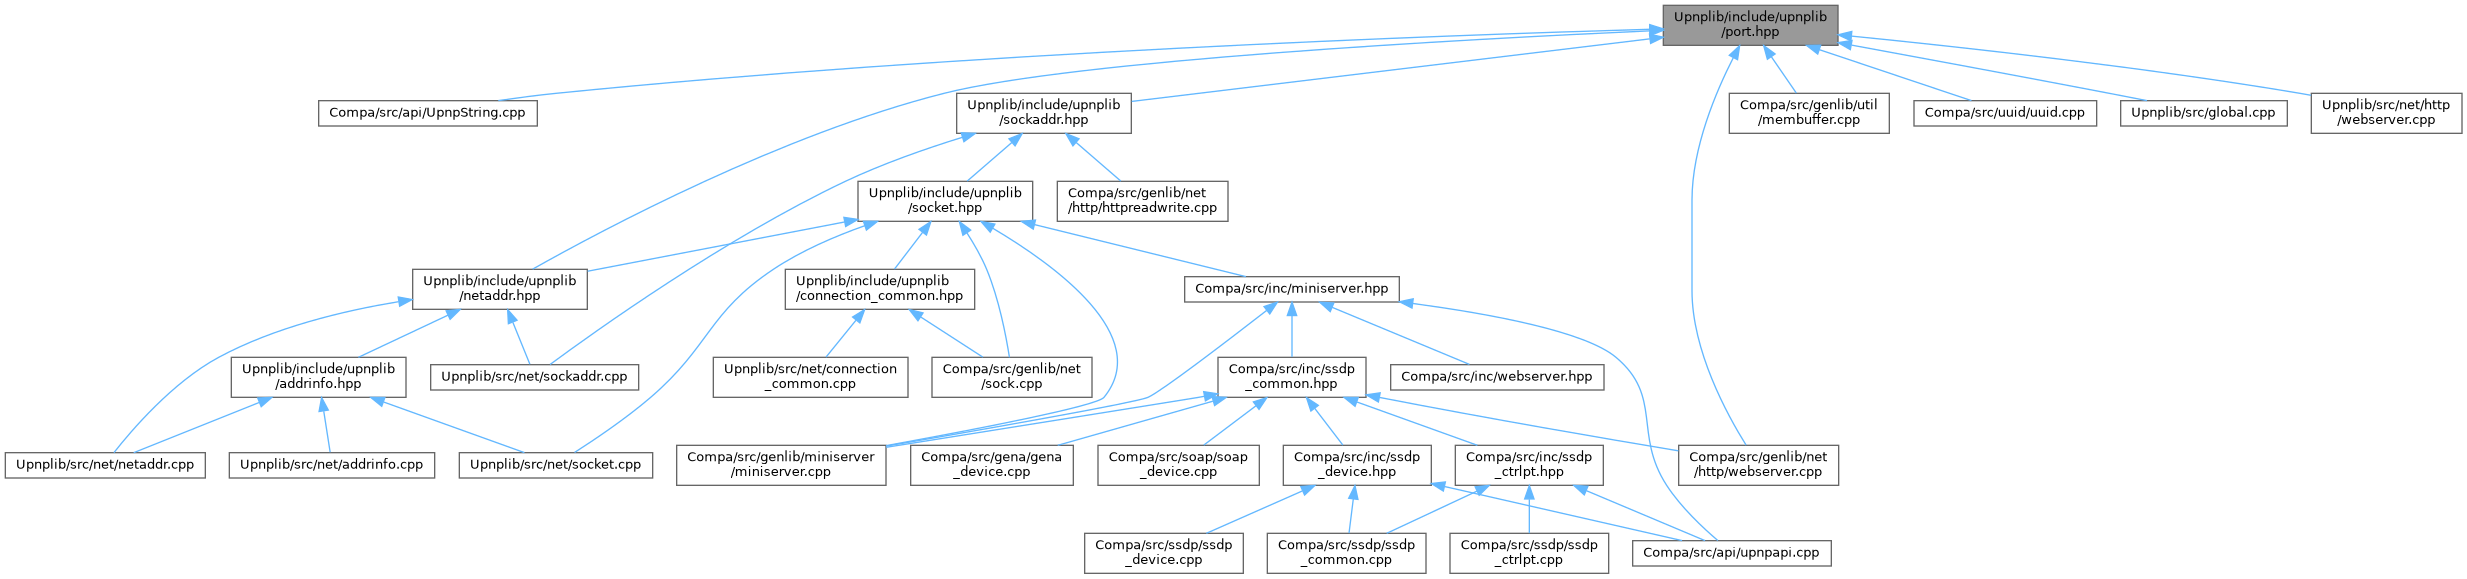 Upnplib/include/upnplib
/port.hpp
Compa/src/api/UpnpString.cpp
Upnplib/include/upnplib
/sockaddr.hpp
Compa/src/genlib/util
/membuffer.cpp
Compa/src/uuid/uuid.cpp
Upnplib/src/global.cpp
Upnplib/src/net/http
/webserver.cpp
Upnplib/include/upnplib
/socket.hpp
Compa/src/genlib/net
/http/httpreadwrite.cpp
Upnplib/include/upnplib
/netaddr.hpp
Upnplib/include/upnplib
/connection_common.hpp
Compa/src/inc/miniserver.hpp
Upnplib/include/upnplib
/addrinfo.hpp
Upnplib/src/net/sockaddr.cpp
Upnplib/src/net/connection
_common.cpp
Compa/src/genlib/net
/sock.cpp
Compa/src/inc/ssdp
_common.hpp
Compa/src/inc/webserver.hpp
Upnplib/src/net/netaddr.cpp
Upnplib/src/net/addrinfo.cpp
Upnplib/src/net/socket.cpp
Compa/src/genlib/miniserver
/miniserver.cpp
Compa/src/gena/gena
_device.cpp
Compa/src/soap/soap
_device.cpp
Compa/src/inc/ssdp
_device.hpp
Compa/src/inc/ssdp
_ctrlpt.hpp
Compa/src/genlib/net
/http/webserver.cpp
Compa/src/ssdp/ssdp
_device.cpp
Compa/src/ssdp/ssdp
_common.cpp
Compa/src/ssdp/ssdp
_ctrlpt.cpp
Compa/src/api/upnpapi.cpp